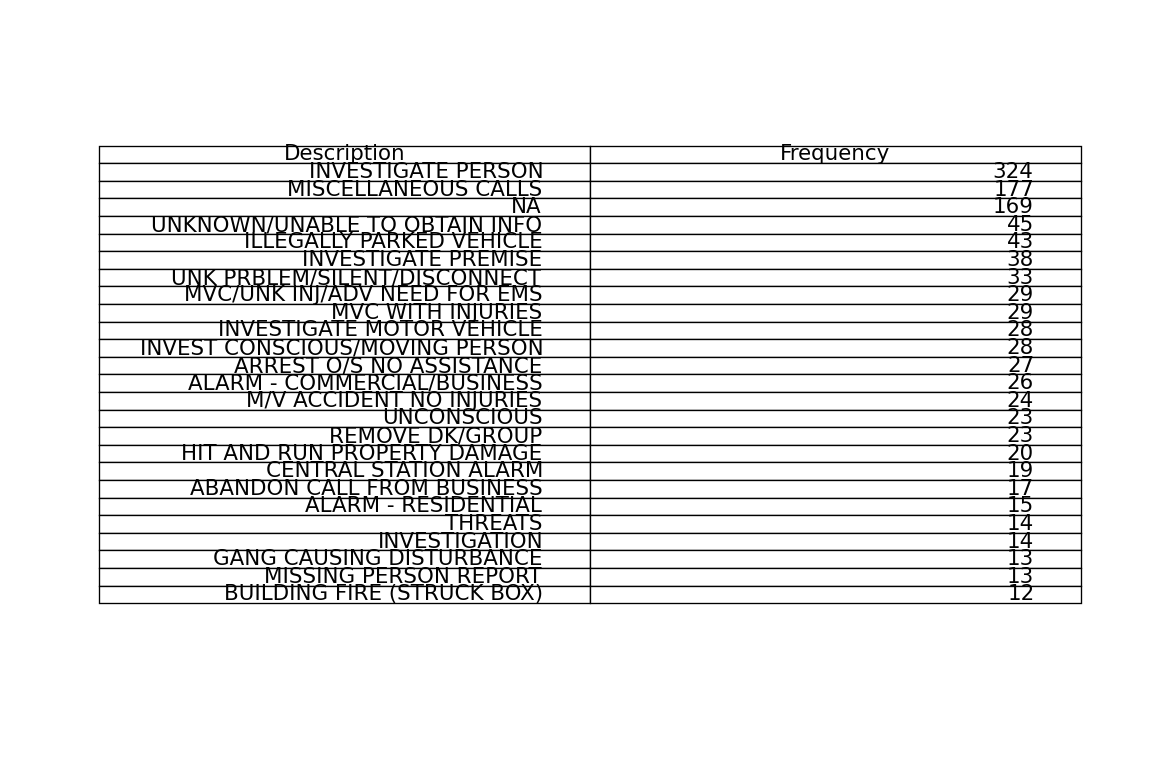 Description Frequency
INVESTIGATE PERSON 324
MISCELLANEOUS CALLS 177
NA 169
UNKNOWN/UNABLE TO OBTAIN INFO 45
ILLEGALLY PARKED VEHICLE 43
INVESTIGATE PREMISE 38
UNK PRBLEM/SILENT/DISCONNECT 33
MVC/UNK INJ/ADV NEED FOR EMS 29
MVC WITH INJURIES 29
INVESTIGATE MOTOR VEHICLE 28
INVEST CONSCIOUS/MOVING PERSON 28
ARREST O/S NO ASSISTANCE 27
ALARM - COMMERCIAL/BUSINESS 26
M/V ACCIDENT NO INJURIES 24
UNCONSCIOUS 23
REMOVE DK/GROUP 23
HIT AND RUN PROPERTY DAMAGE 20
CENTRAL STATION ALARM 19
ABANDON CALL FROM BUSINESS 17
ALARM - RESIDENTIAL 15
THREATS 14
INVESTIGATION 14
GANG CAUSING DISTURBANCE 13
MISSING PERSON REPORT 13
BUILDING FIRE (STRUCK BOX) 12